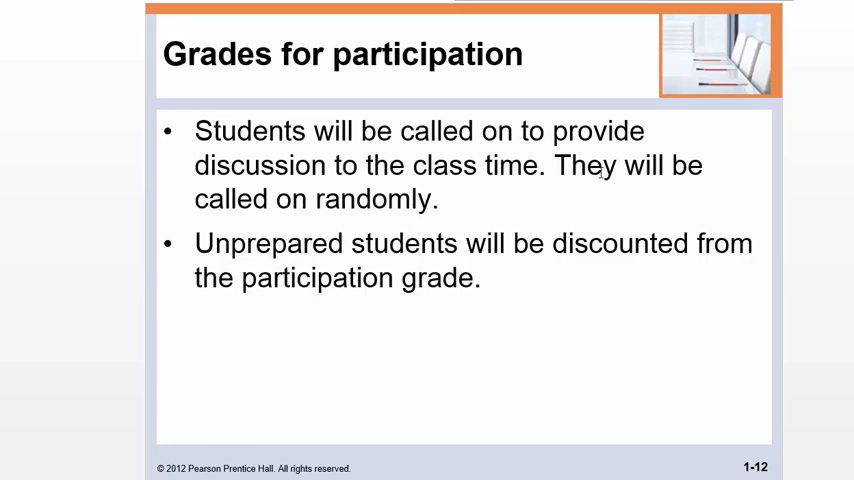 Grades for participation
• Students will be called on to provide
discussion to the class time. They will be
called on randomly.
• Unprepared students will be discounted from
the participation grade.
© 2012 Pearson Prentice Hall. All rights reserved.
1-12